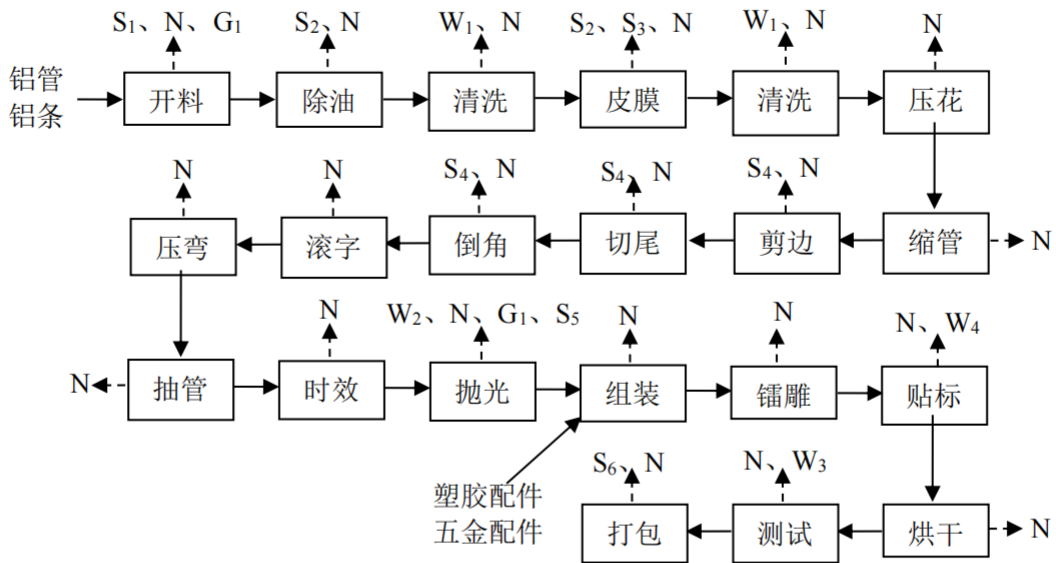 S₁、N、G₁
S₂、N
W₁、N
S₂、S₃、N
W₁、N
N
铝管
铝条
开料
除油
清洗
皮膜
清洗
压花
N
N
S₄、N
S₄、N
S₄、N
压弯
滚字
倒角
切尾
剪边
缩管
N
N
W₂、N、G₁、S₅
N
N
N、W₄
N
抽管
时效
抛光
组装
镭雕
贴标
塑胶配件
五金配件
S₆、N
N、W₃
打包
测试
烘干
N